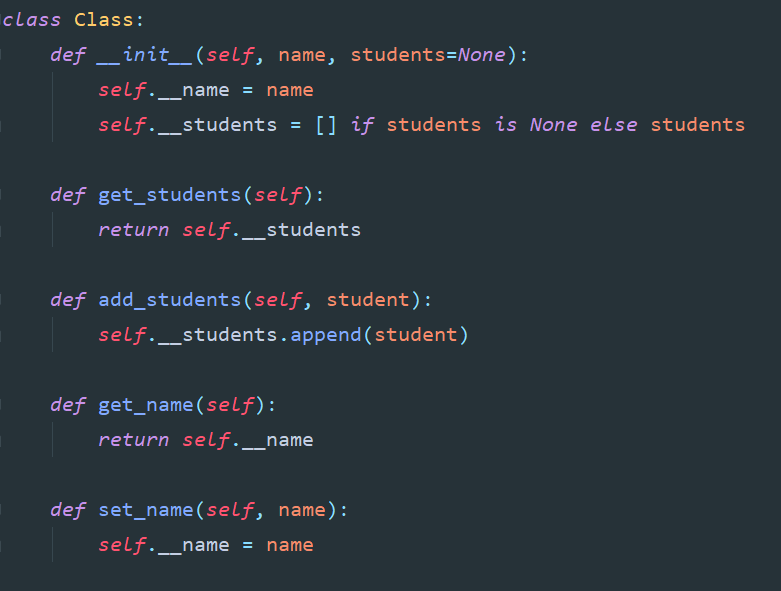 class Class:
    def __init__(self, name, students=None):
        self.__name = name
        self.__students = [] if students is None else students

    def get_students(self):
        return self.__students

    def add_students(self, student):
        self.__students.append(student)

    def get_name(self):
        return self.__name

    def set_name(self, name):
        self.__name = name